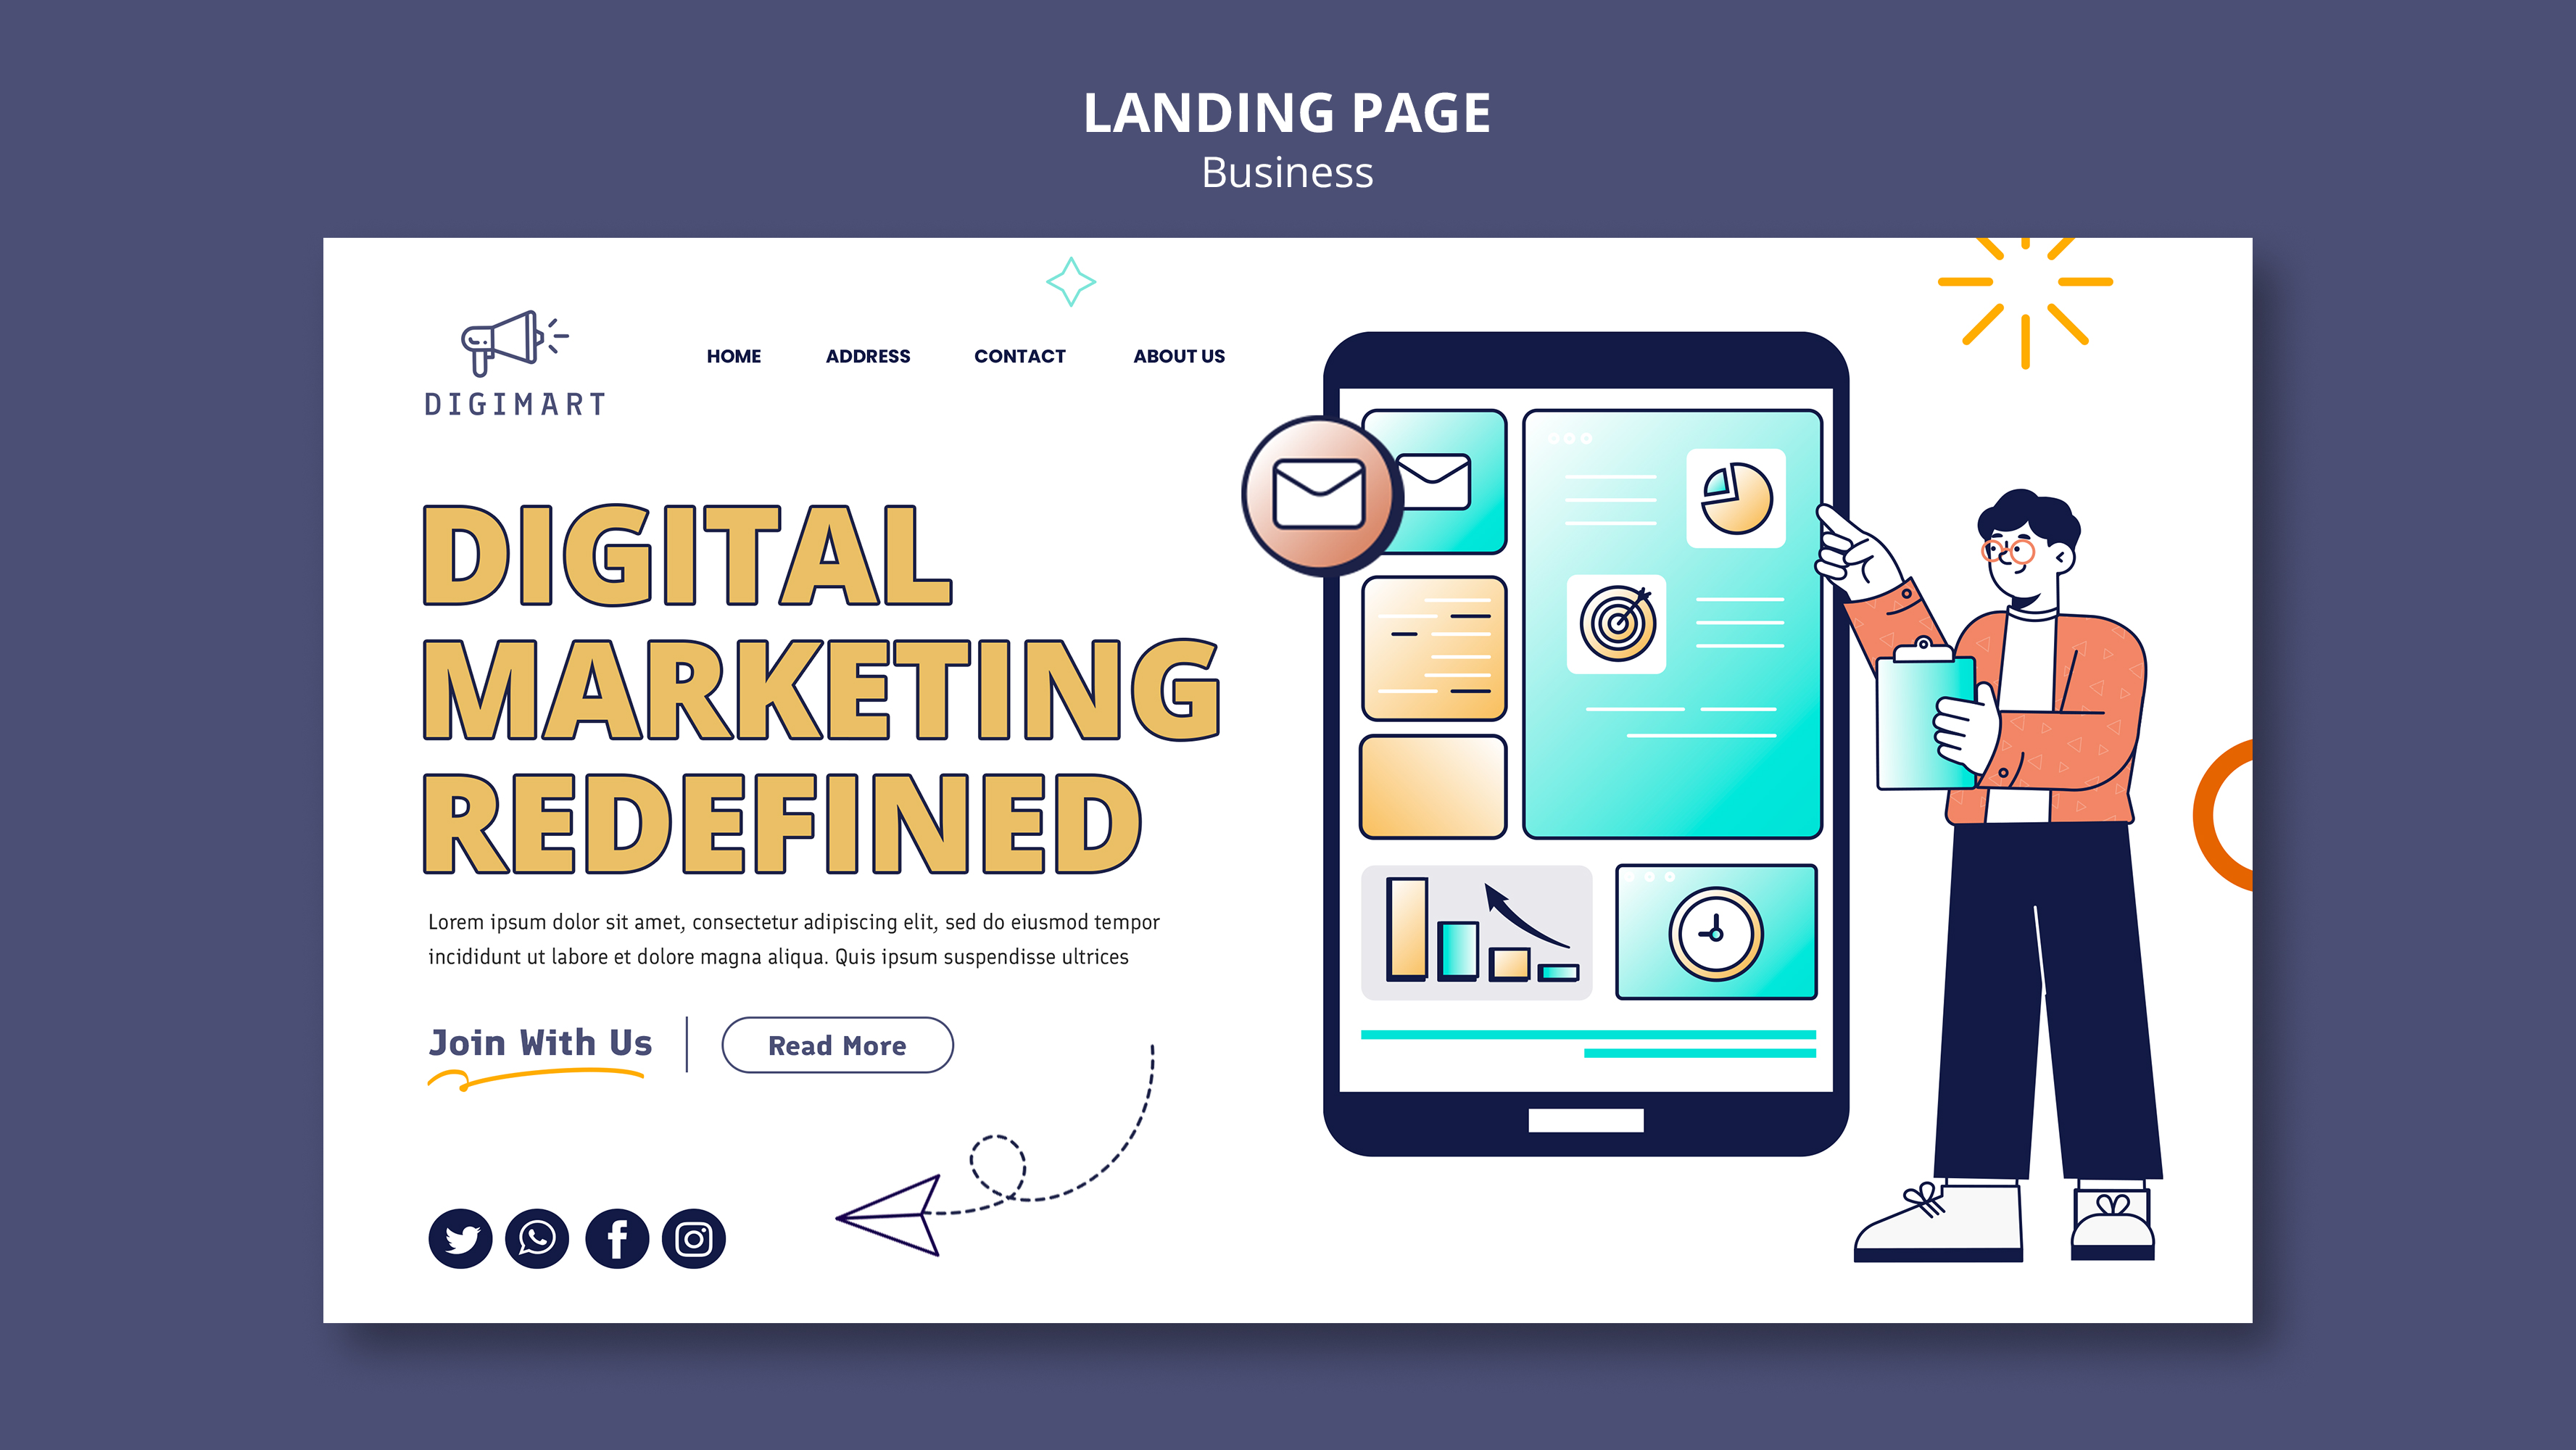 LANDING PAGE
Business
DIGIMART
HOME ADDRESS CONTACT ABOUT US
DIGITAL
MARKETING
REDEFINED
Lorem ipsum dolor sit amet, consectetur adipiscing elit, sed do eiusmod tempor
incididunt ut labore et dolore magna aliqua. Quis ipsum suspendisse ultrices
Join With Us
Read More